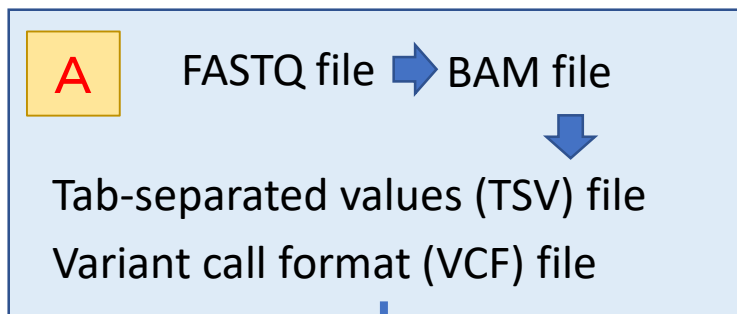 A
FASTQ file BAM file
Tab-separated values (TSV) file
Variant call format (VCF) file